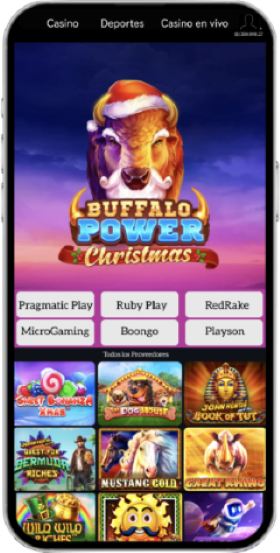 Casino Deportes Casino en vivo
BUFFALO
POWER
Christmas
Pragmatic Play Ruby Play RedRake
MicroGaming Boongo Playson
Todos los Proveedores
SWEET BONANZA
XMAS
THE DOG HOUSE
JOHN HUNTER
BOOK OF TUT
QUEST FOR
BERMUDA
RICHES
MUSTANG GOLD
GREAT RHINO
WILD WILD
RICHES